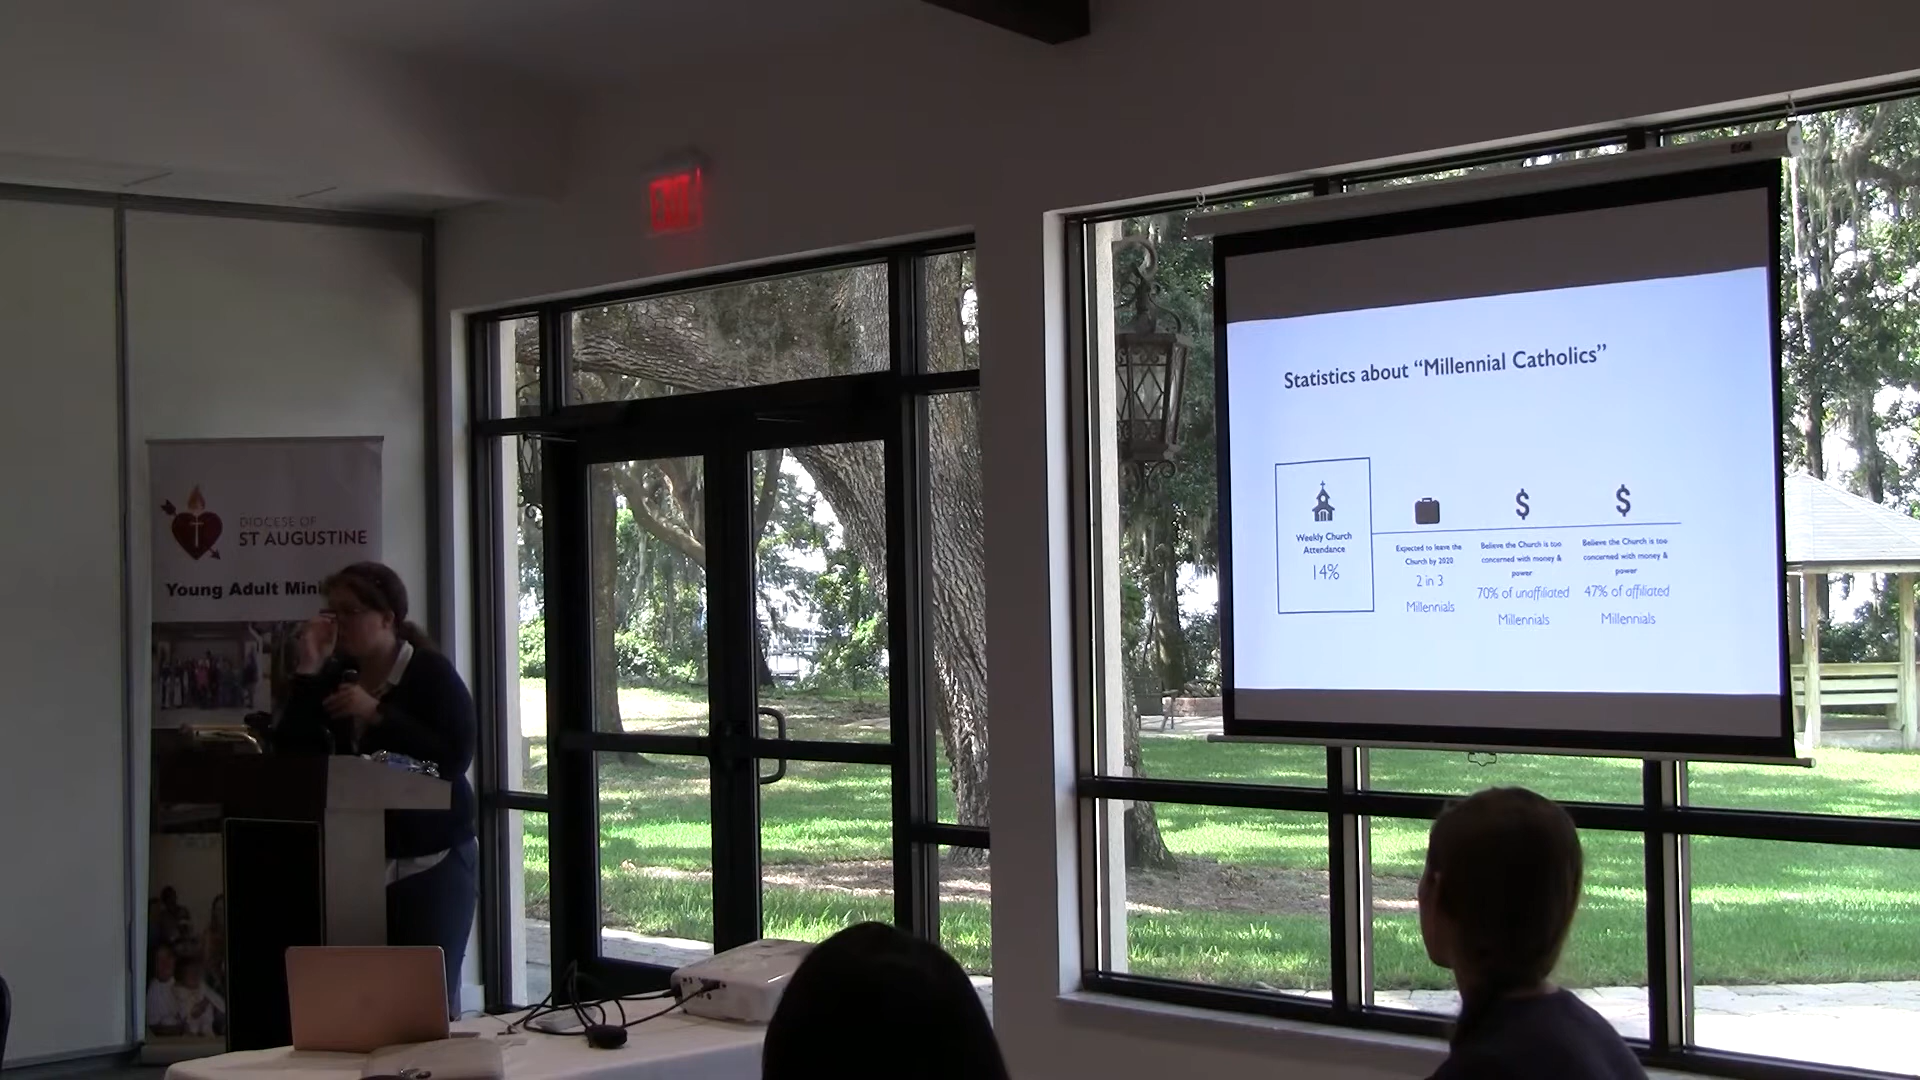 EXIT
DIOCESE OF
ST AUGUSTINE
Young Adult Mini
Statistics about “Millennial Catholics”
Weekly Church
Attendance
14%
Expected to leave the
Church by 2020
2 in 3
Millennials
Believe the Church is too
concerned with money &
power
70% of unaffiliated
Millennials
Believe the Church is too
concerned with money &
power
47% of affiliated
Millennials